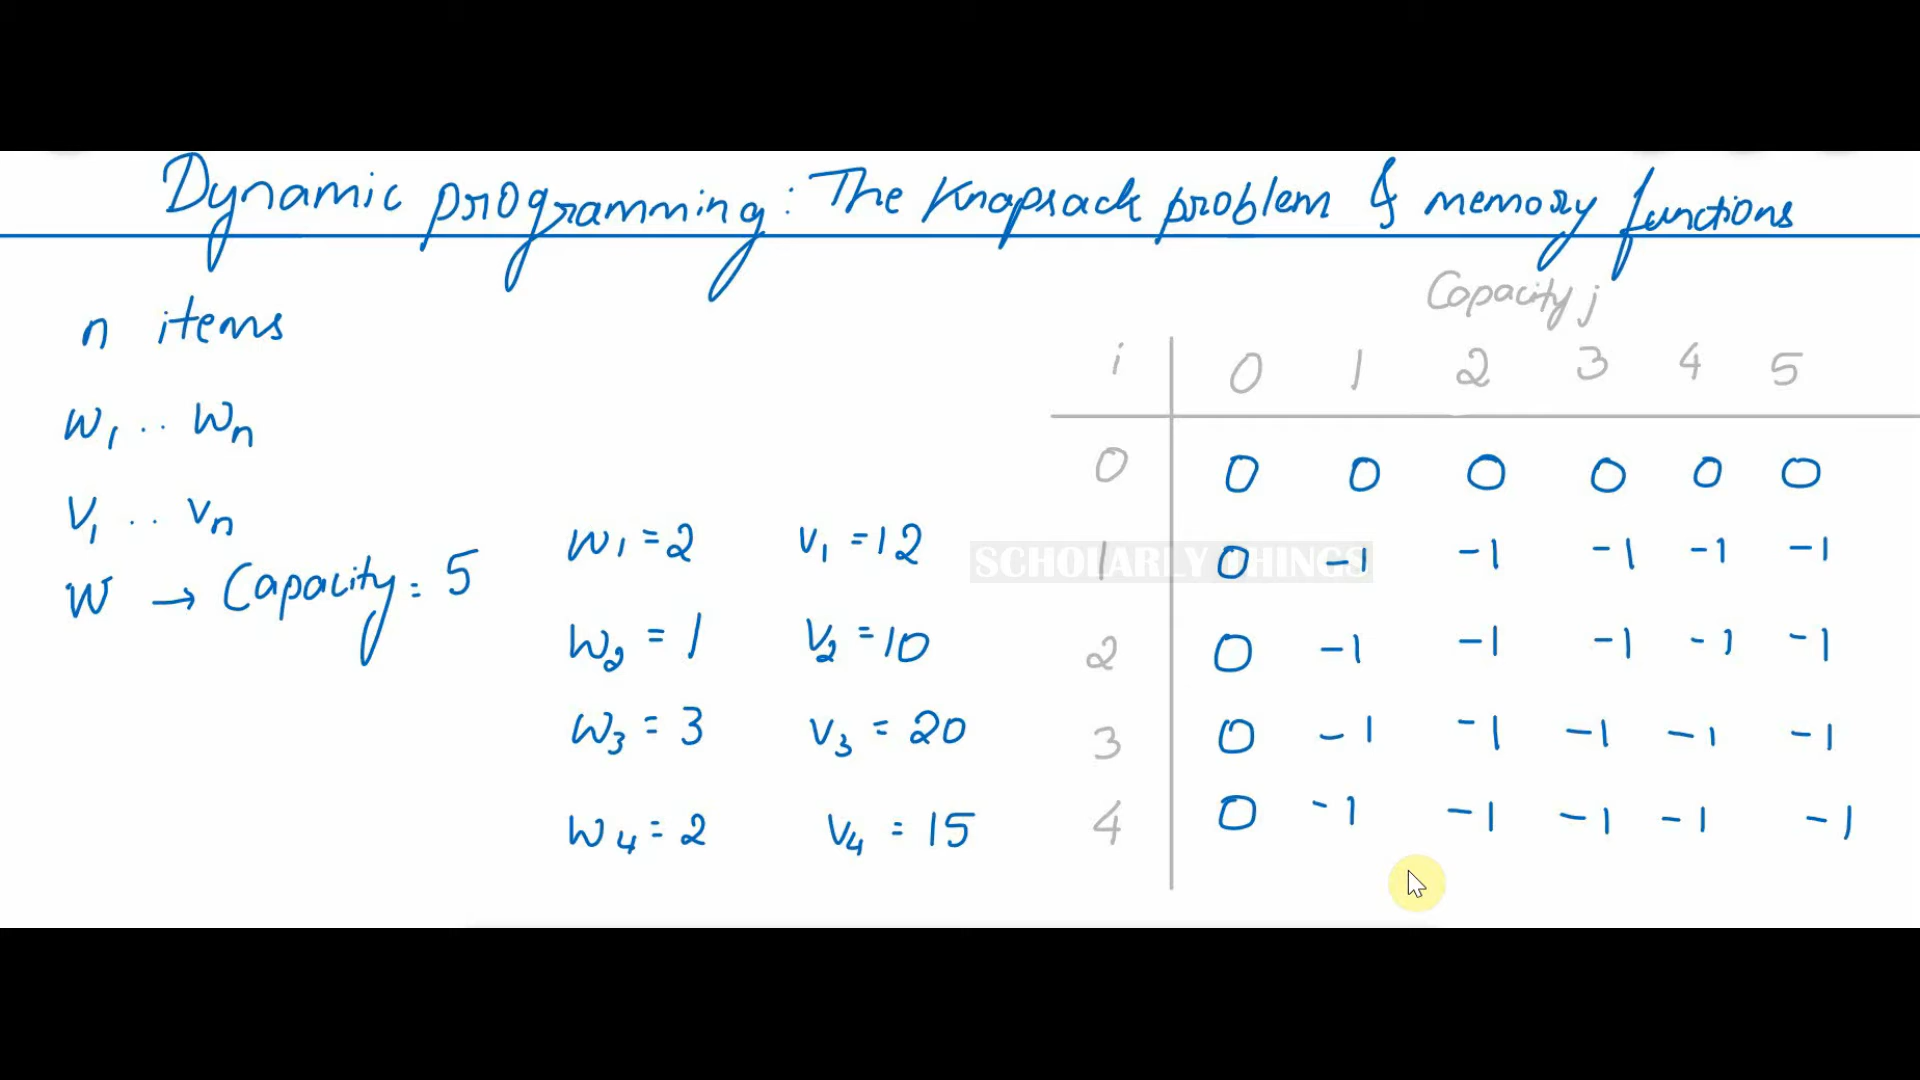 Dynamic programming: The Knapsack problem & memory functions
n items
w1 .. wn
v1 .. vn
W → Capacity = 5
w1 = 2 v1 = 12
w2 = 1 v2 = 10
w3 = 3 v3 = 20
w4 = 2 v4 = 15
Capacity j
i 0 1 2 3 4 5
0 0 0 0 0 0 0
1 0 -1 -1 -1 -1 -1
2 0 -1 -1 -1 -1 -1
3 0 -1 -1 -1 -1 -1
4 0 -1 -1 -1 -1 -1
SCHOLARLY THINGS